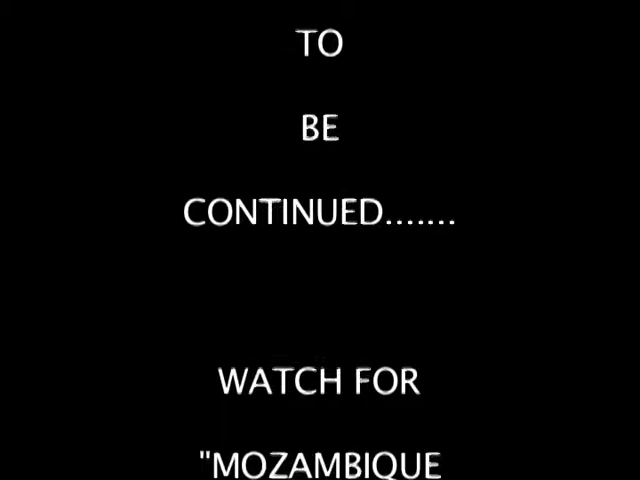 TO
BE
CONTINUED.......
WATCH FOR
"MOZAMBIQUE